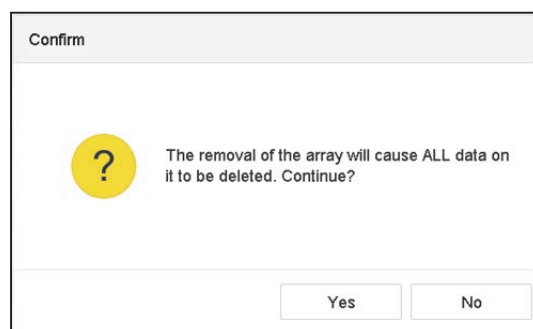 Confirm
?
The removal of the array will cause ALL data on
it to be deleted. Continue?
Yes
No